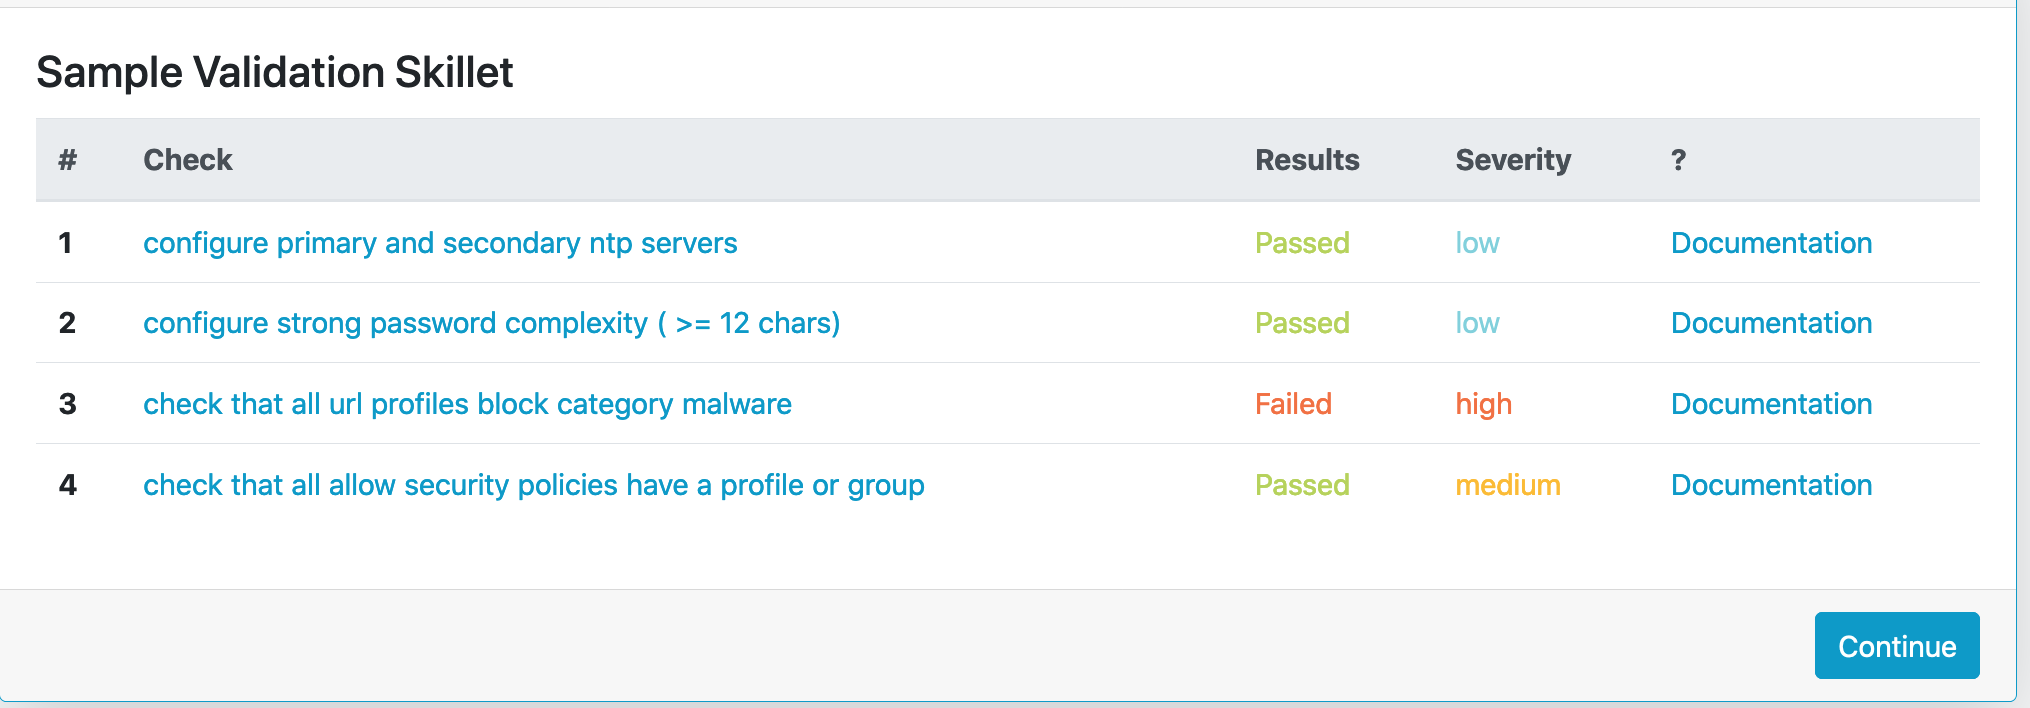 Sample Validation Skillet
# Check Results Severity ?
1 configure primary and secondary ntp servers Passed low Documentation
2 configure strong password complexity ( >= 12 chars) Passed low Documentation
3 check that all url profiles block category malware Failed high Documentation
4 check that all allow security policies have a profile or group Passed medium Documentation
Continue